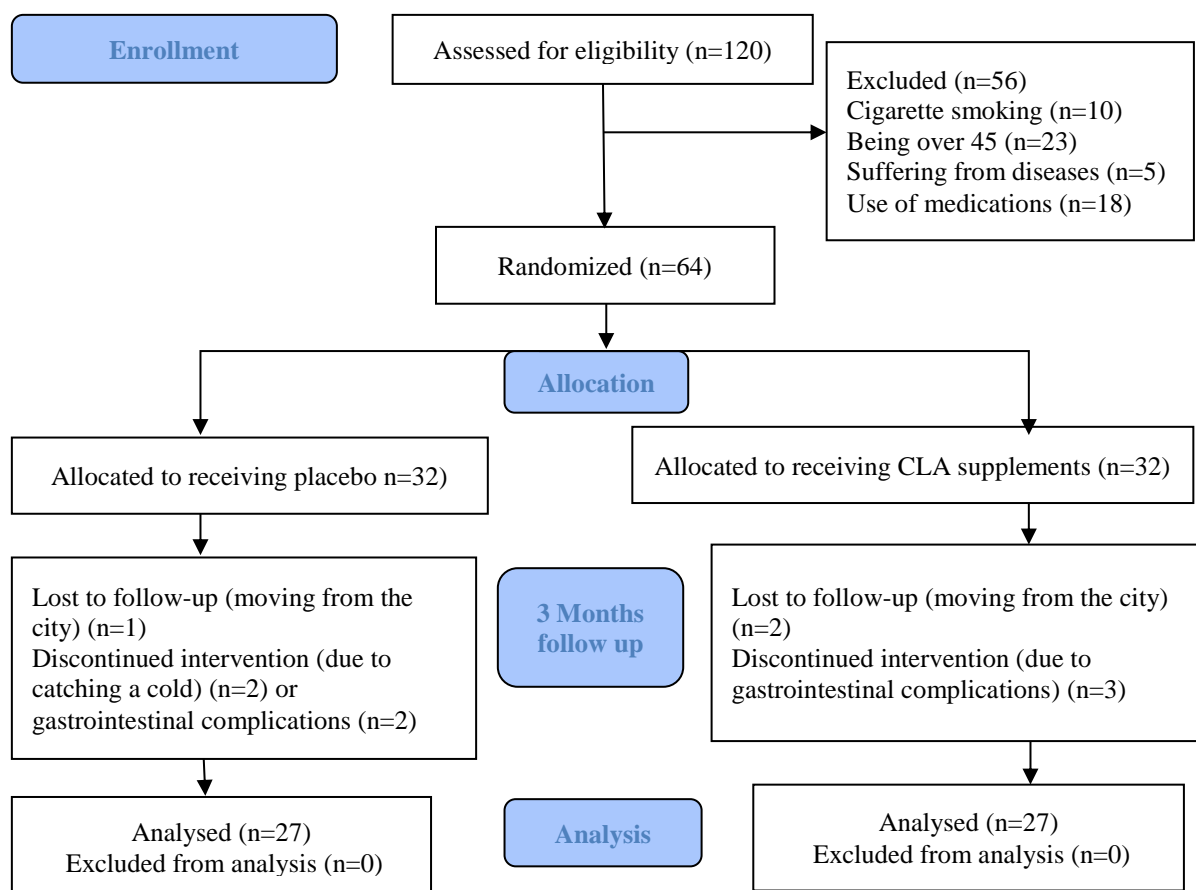 Enrollment
Assessed for eligibility (n=120)
Excluded (n=56)
Cigarette smoking (n=10)
Being over 45 (n=23)
Suffering from diseases (n=5)
Use of medications (n=18)
Randomized (n=64)
Allocation
Allocated to receiving placebo n=32)
Allocated to receiving CLA supplements (n=32)
Lost to follow-up (moving from the
city) (n=1)
Discontinued intervention (due to
catching a cold) (n=2) or
gastrointestinal complications (n=2)
3 Months
follow up
Lost to follow-up (moving from the city)
(n=2)
Discontinued intervention (due to
gastrointestinal complications) (n=3)
Analysed (n=27)
Excluded from analysis (n=0)
Analysis
Analysed (n=27)
Excluded from analysis (n=0)